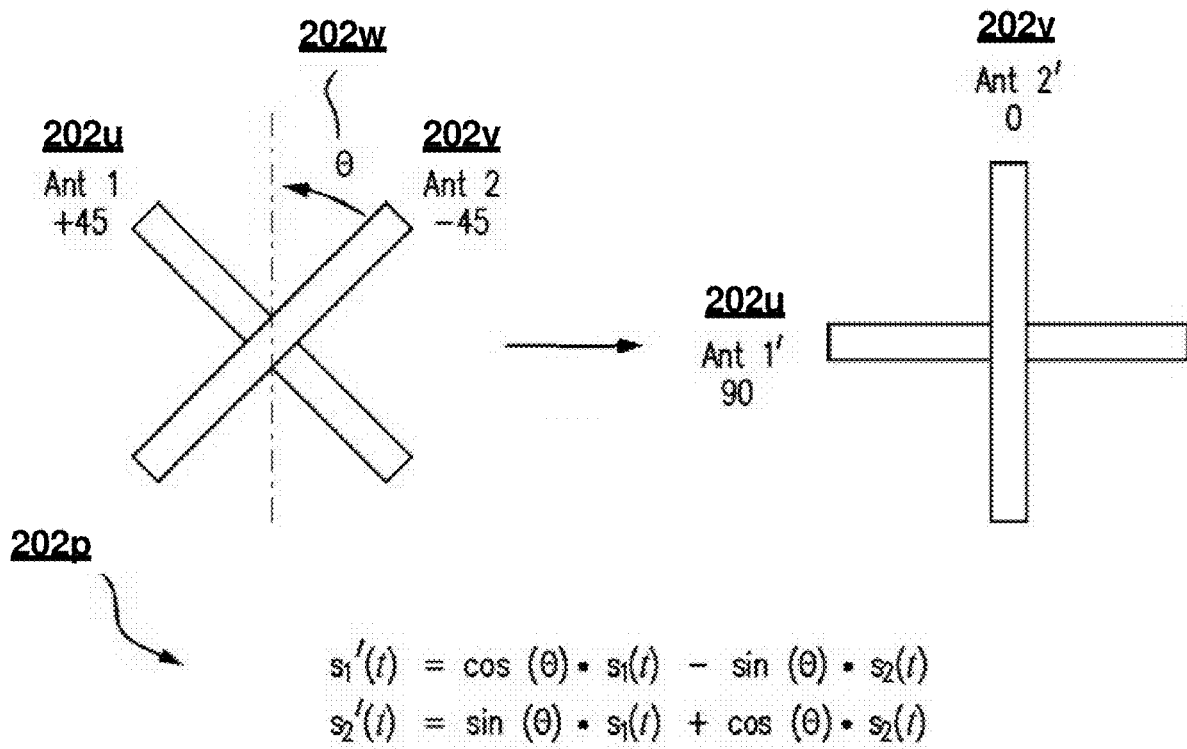 202w
202u
Ant 1
+45
θ
202v
Ant 2
−45
202v
Ant 2′
0
202u
Ant 1′
90
202p
s₁′(t) = cos (θ) • s₁(t) − sin (θ) • s₂(t)
s₂′(t) = sin (θ) • s₁(t) + cos (θ) • s₂(t)